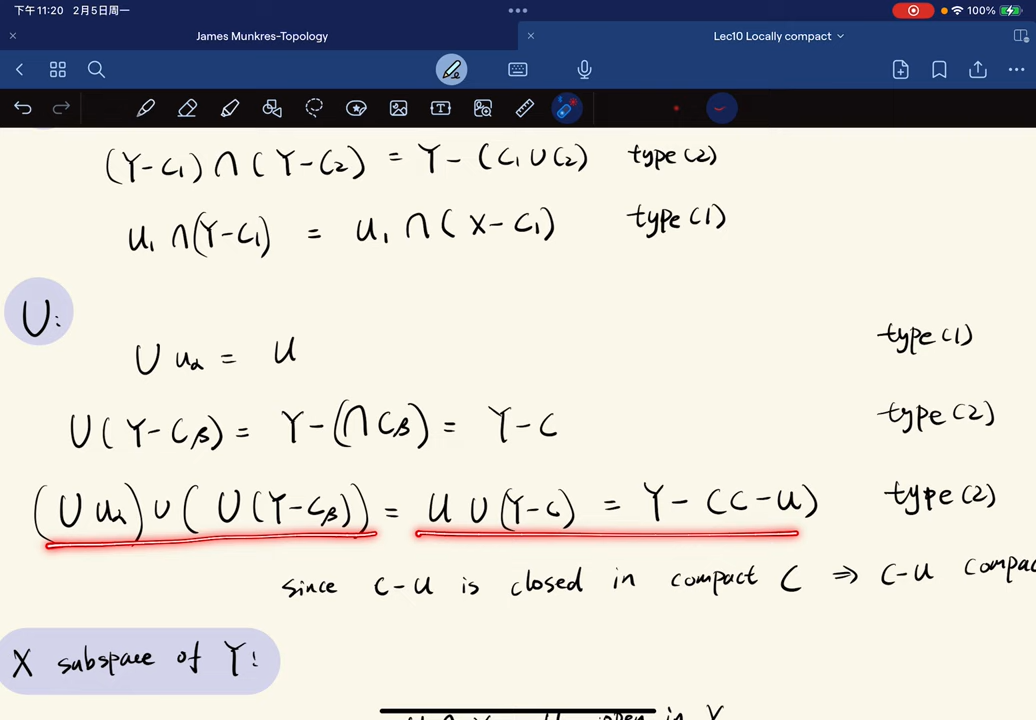 下午11:20 2月5日周一
100%
James Munkres-Topology
Lec10 Locally compact
(Y-C₁) ∩ (Y-C₂) = Y - (C₁ ∪ C₂) type (2)
U₁ ∩ (Y-C₁) = U₁ ∩ (X-C₁) type (1)
U:
∪ Uα = U type (1)
∪ (Y-Cβ) = Y-(∩ Cβ) = Y-C type (2)
(∪ Uα) ∪ (∪ (Y-Cβ)) = U ∪ (Y-C) = Y - (C-U) type (2)
since C-U is closed in compact C ⇒ C-U compac
X subspace of Y:
open in X